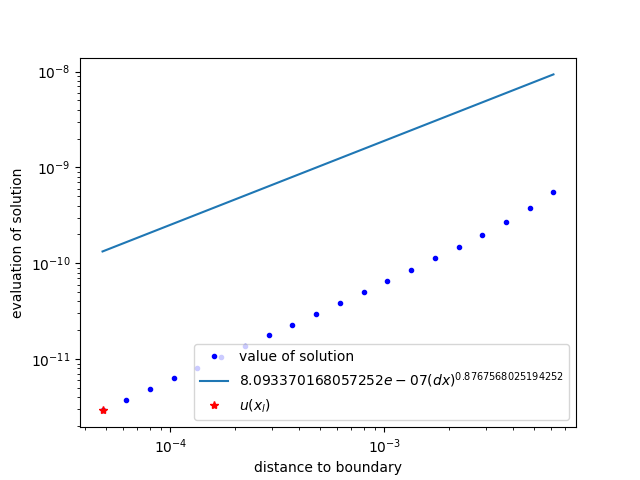 10⁻⁸
10⁻⁹
10⁻¹⁰
10⁻¹¹
evaluation of solution
value of solution
8.093370168057252e − 07(dx)^0.8767568025194252
u(x_l)
10⁻⁴
10⁻³
distance to boundary